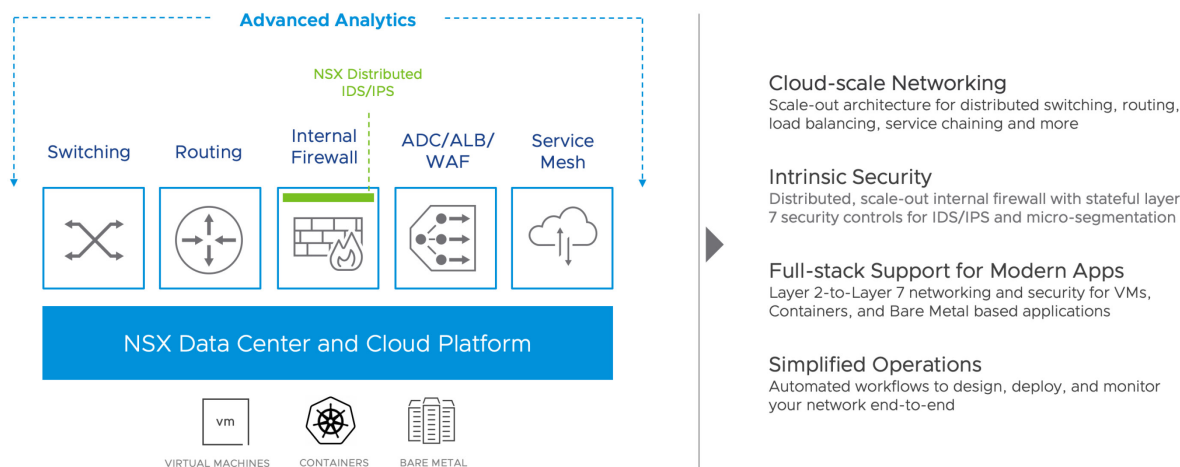 Advanced Analytics
NSX Distributed
IDS/IPS
Switching
Routing
Internal
Firewall
ADC/ALB/
WAF
Service
Mesh
NSX Data Center and Cloud Platform
vm
VIRTUAL MACHINES
CONTAINERS
BARE METAL
Cloud-scale Networking
Scale-out architecture for distributed switching, routing,
load balancing, service chaining and more
Intrinsic Security
Distributed, scale-out internal firewall with stateful layer
7 security controls for IDS/IPS and micro-segmentation
Full-stack Support for Modern Apps
Layer 2-to-Layer 7 networking and security for VMs,
Containers, and Bare Metal based applications
Simplified Operations
Automated workflows to design, deploy, and monitor
your network end-to-end